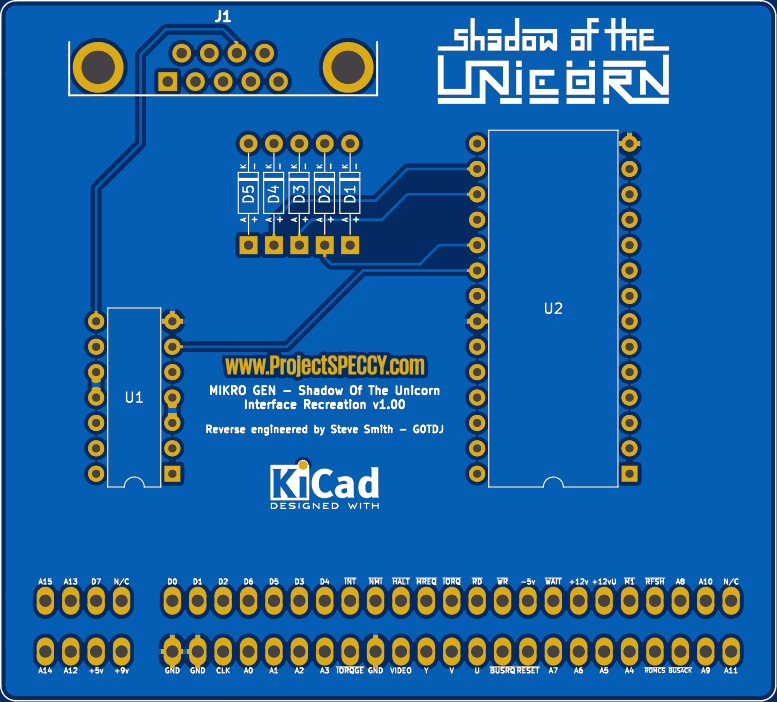 J1
shadow of the
UNiCORN
K K K K K
- - - - -
D5 D4 D3 D2 D1
A A A A A
+ + + + +
U2
U1
www.ProjectSPECCY.com
MIKRO GEN - Shadow Of The Unicorn
Interface Recreation v1.00
Reverse engineered by Steve Smith - G0TDJ
KiCad
DESIGNED WITH
A15 A13 D7 N/C D0 D1 D2 D6 D5 D3 D4 INT NMI HALT MREQ IORQ RD WR -5v WAIT +12v +12vU M1 RFSH A8 A10 N/C
A14 A12 +5v +9v GND GND CLK A0 A1 A2 A3 IORQGE GND VIDEO Y V U BUSRQ RESET A7 A6 A5 A4 ROMCS BUSACK A9 A11